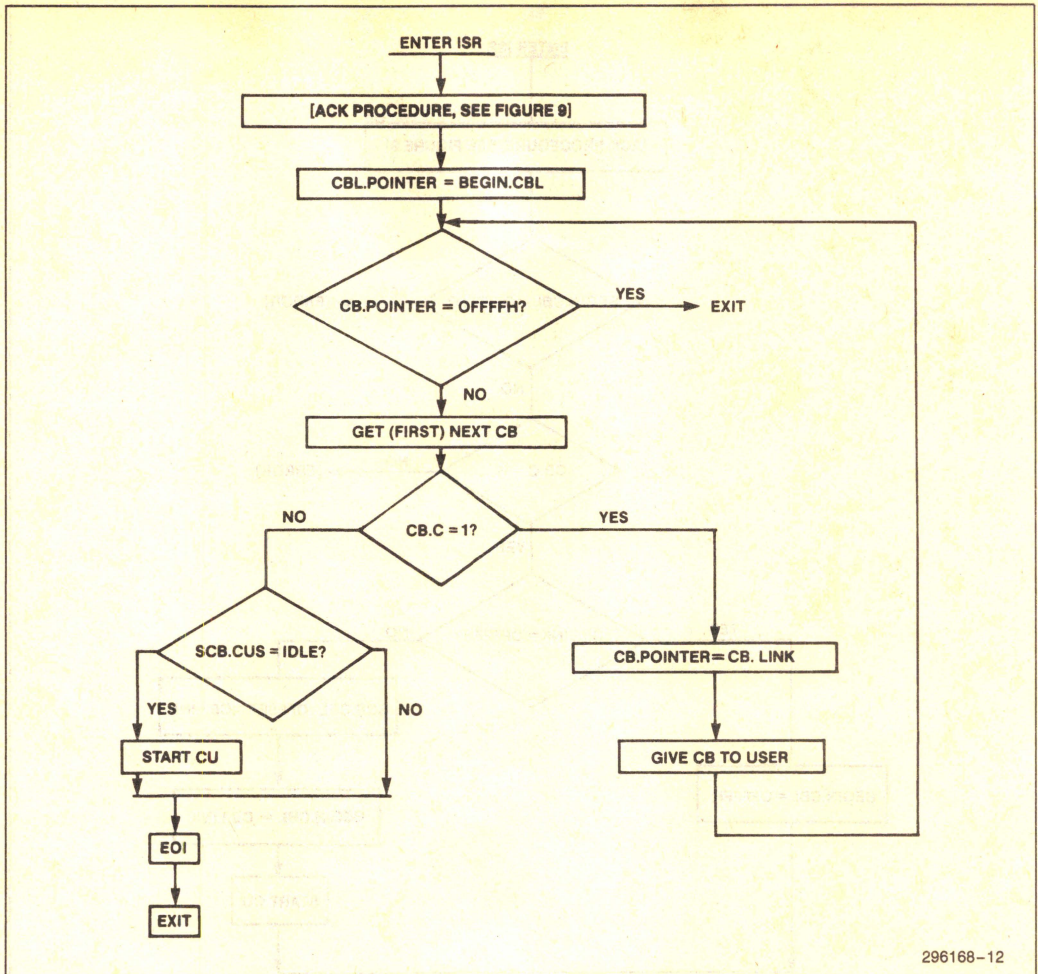 ENTER ISR
[ACK PROCEDURE, SEE FIGURE 9]
CBL.POINTER = BEGIN.CBL
CB.POINTER = OFFFFH?
YES
EXIT
NO
GET (FIRST) NEXT CB
NO
CB.C = 1?
YES
SCB.CUS = IDLE?
CB.POINTER= CB. LINK
YES
NO
START CU
GIVE CB TO USER
EOI
EXIT
296168-12